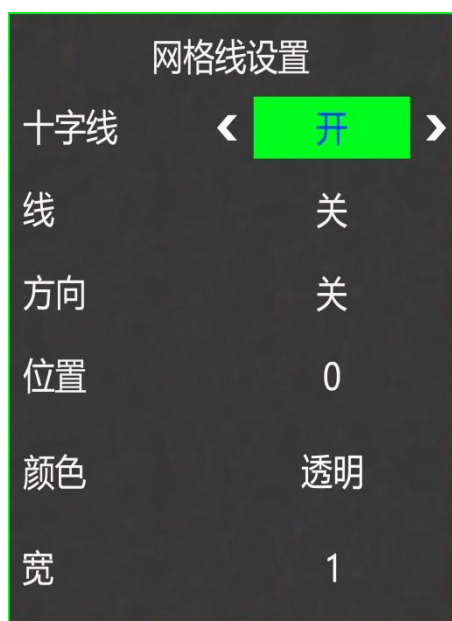 网格线设置
十字线 < 开 >
线 关
方向 关
位置 0
颜色 透明
宽 1